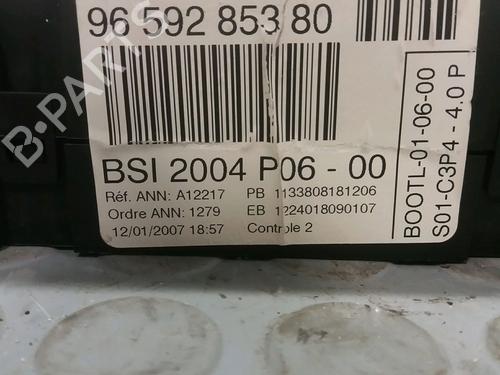 96 592 853 80
BSI 2004 P06 - 00
Réf. ANN: A12217 PB 1133808181206
Ordre ANN: 1279 EB 1224018090107
12/01/2007 18:57 Controle 2
BOOTL-01-06-00
S01-C3P4 - 4.0 P
B-PARTS